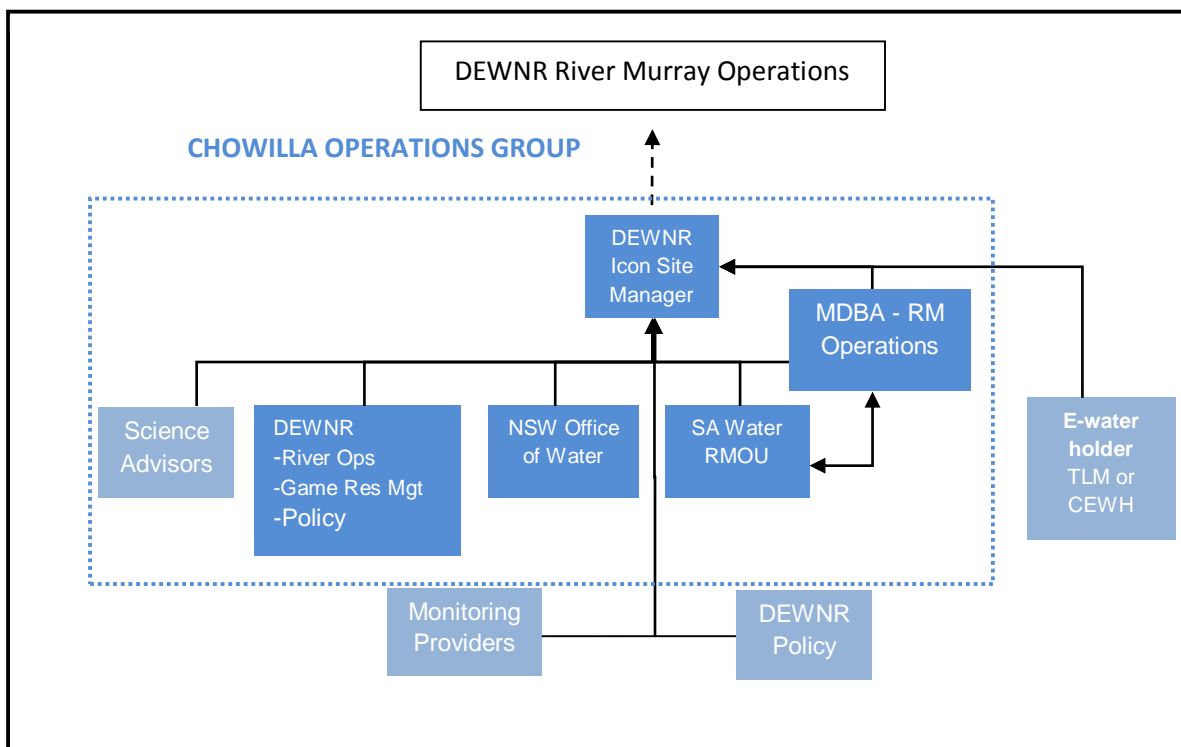 DEWNR River Murray Operations
CHOWILLA OPERATIONS GROUP
DEWNR
Icon Site
Manager
MDBA - RM
Operations
Science
Advisors
DEWNR
-River Ops
-Game Res Mgt
-Policy
NSW Office
of Water
SA Water
RMOU
E-water
holder
TLM or
CEWH
Monitoring
Providers
DEWNR
Policy